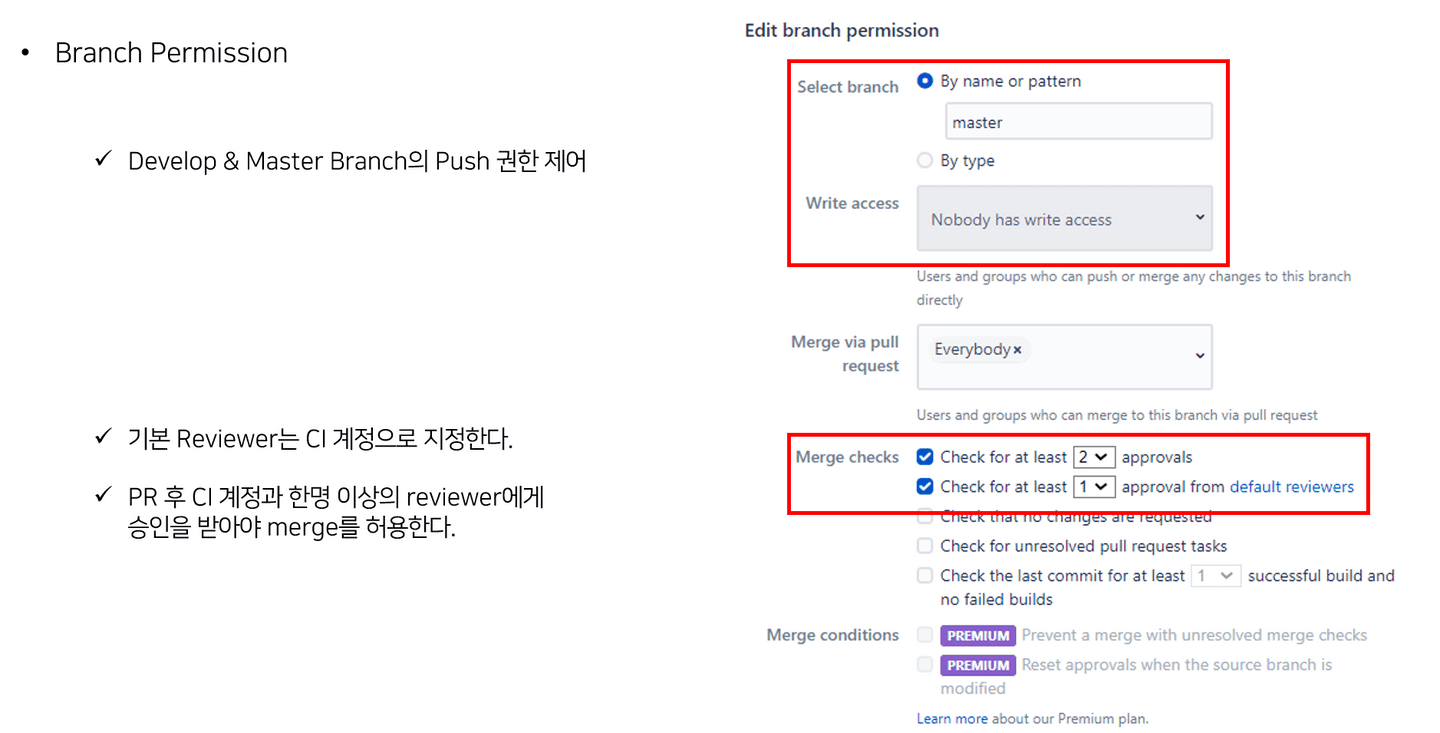 • Branch Permission
✓ Develop & Master Branch의 Push 권한 제어
✓ 기본 Reviewer는 CI 계정으로 지정한다.
✓ PR 후 CI 계정과 한명 이상의 reviewer에게
승인을 받아야 merge를 허용한다.
Edit branch permission
Select branch
By name or pattern
master
By type
Write access
Nobody has write access
Users and groups who can push or merge any changes to this branch
directly
Merge via pull
request
Everybody×
Users and groups who can merge to this branch via pull request
Merge checks
Check for at least 2 approvals
Check for at least 1 approval from default reviewers
Check that no changes are requested
Check for unresolved pull request tasks
Check the last commit for at least 1 successful build and
no failed builds
Merge conditions
PREMIUM Prevent a merge with unresolved merge checks
PREMIUM Reset approvals when the source branch is
modified
Learn more about our Premium plan.